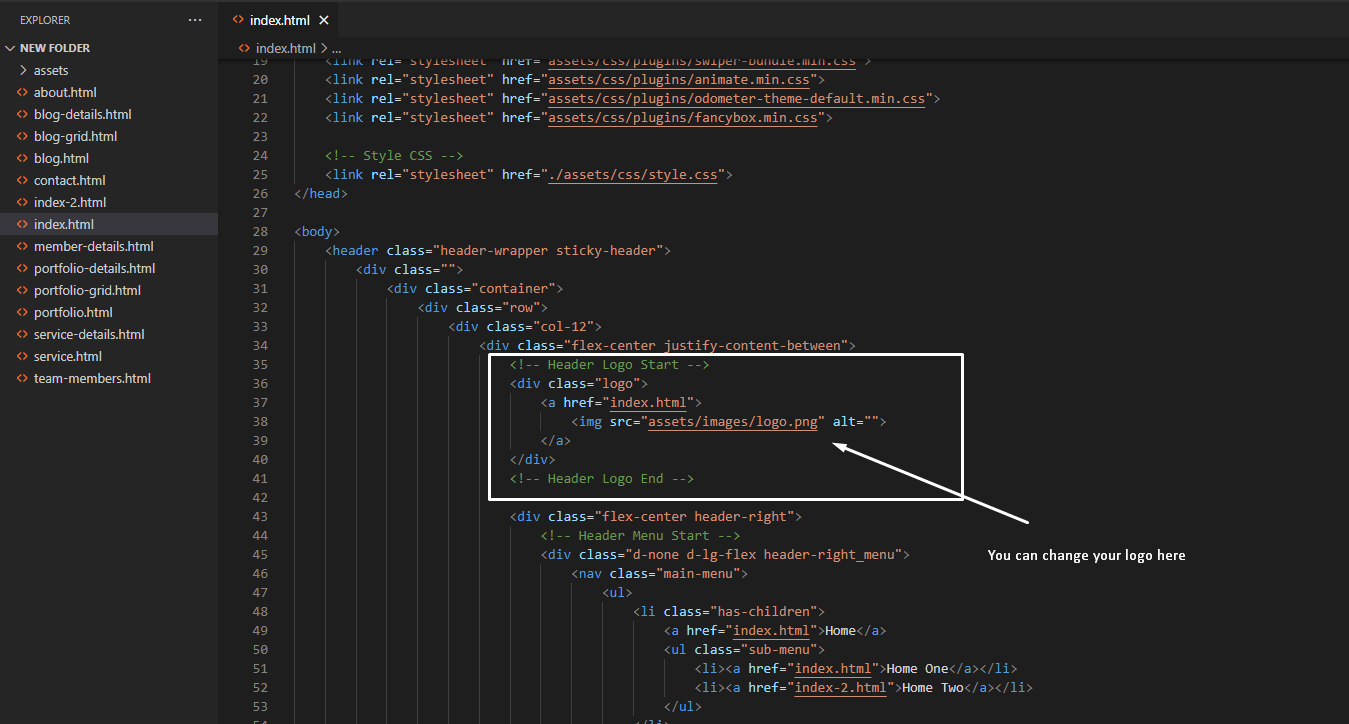 EXPLORER ...
NEW FOLDER
assets
about.html
blog-details.html
blog-grid.html
blog.html
contact.html
index-2.html
index.html
member-details.html
portfolio-details.html
portfolio-grid.html
portfolio.html
service-details.html
service.html
team-members.html
index.html
index.html > ...
19 <link rel="stylesheet" href="assets/css/plugins/swiper-bundle.min.css">
20 <link rel="stylesheet" href="assets/css/plugins/animate.min.css">
21 <link rel="stylesheet" href="assets/css/plugins/odometer-theme-default.min.css">
22 <link rel="stylesheet" href="assets/css/plugins/fancybox.min.css">
23
24 <!-- Style CSS -->
25 <link rel="stylesheet" href="./assets/css/style.css">
26 </head>
27
28 <body>
29 <header class="header-wrapper sticky-header">
30 <div class="">
31 <div class="container">
32 <div class="row">
33 <div class="col-12">
34 <div class="flex-center justify-content-between">
35 <!-- Header Logo Start -->
36 <div class="logo">
37 <a href="index.html">
38 <img src="assets/images/logo.png" alt="">
39 </a>
40 </div>
41 <!-- Header Logo End -->
42
43 <div class="flex-center header-right">
44 <!-- Header Menu Start -->
45 <div class="d-none d-lg-flex header-right_menu">
46 <nav class="main-menu">
47 <ul>
48 <li class="has-children">
49 <a href="index.html">Home</a>
50 <ul class="sub-menu">
51 <li><a href="index.html">Home One</a></li>
52 <li><a href="index-2.html">Home Two</a></li>
53 </ul>
54 </li>
You can change your logo here